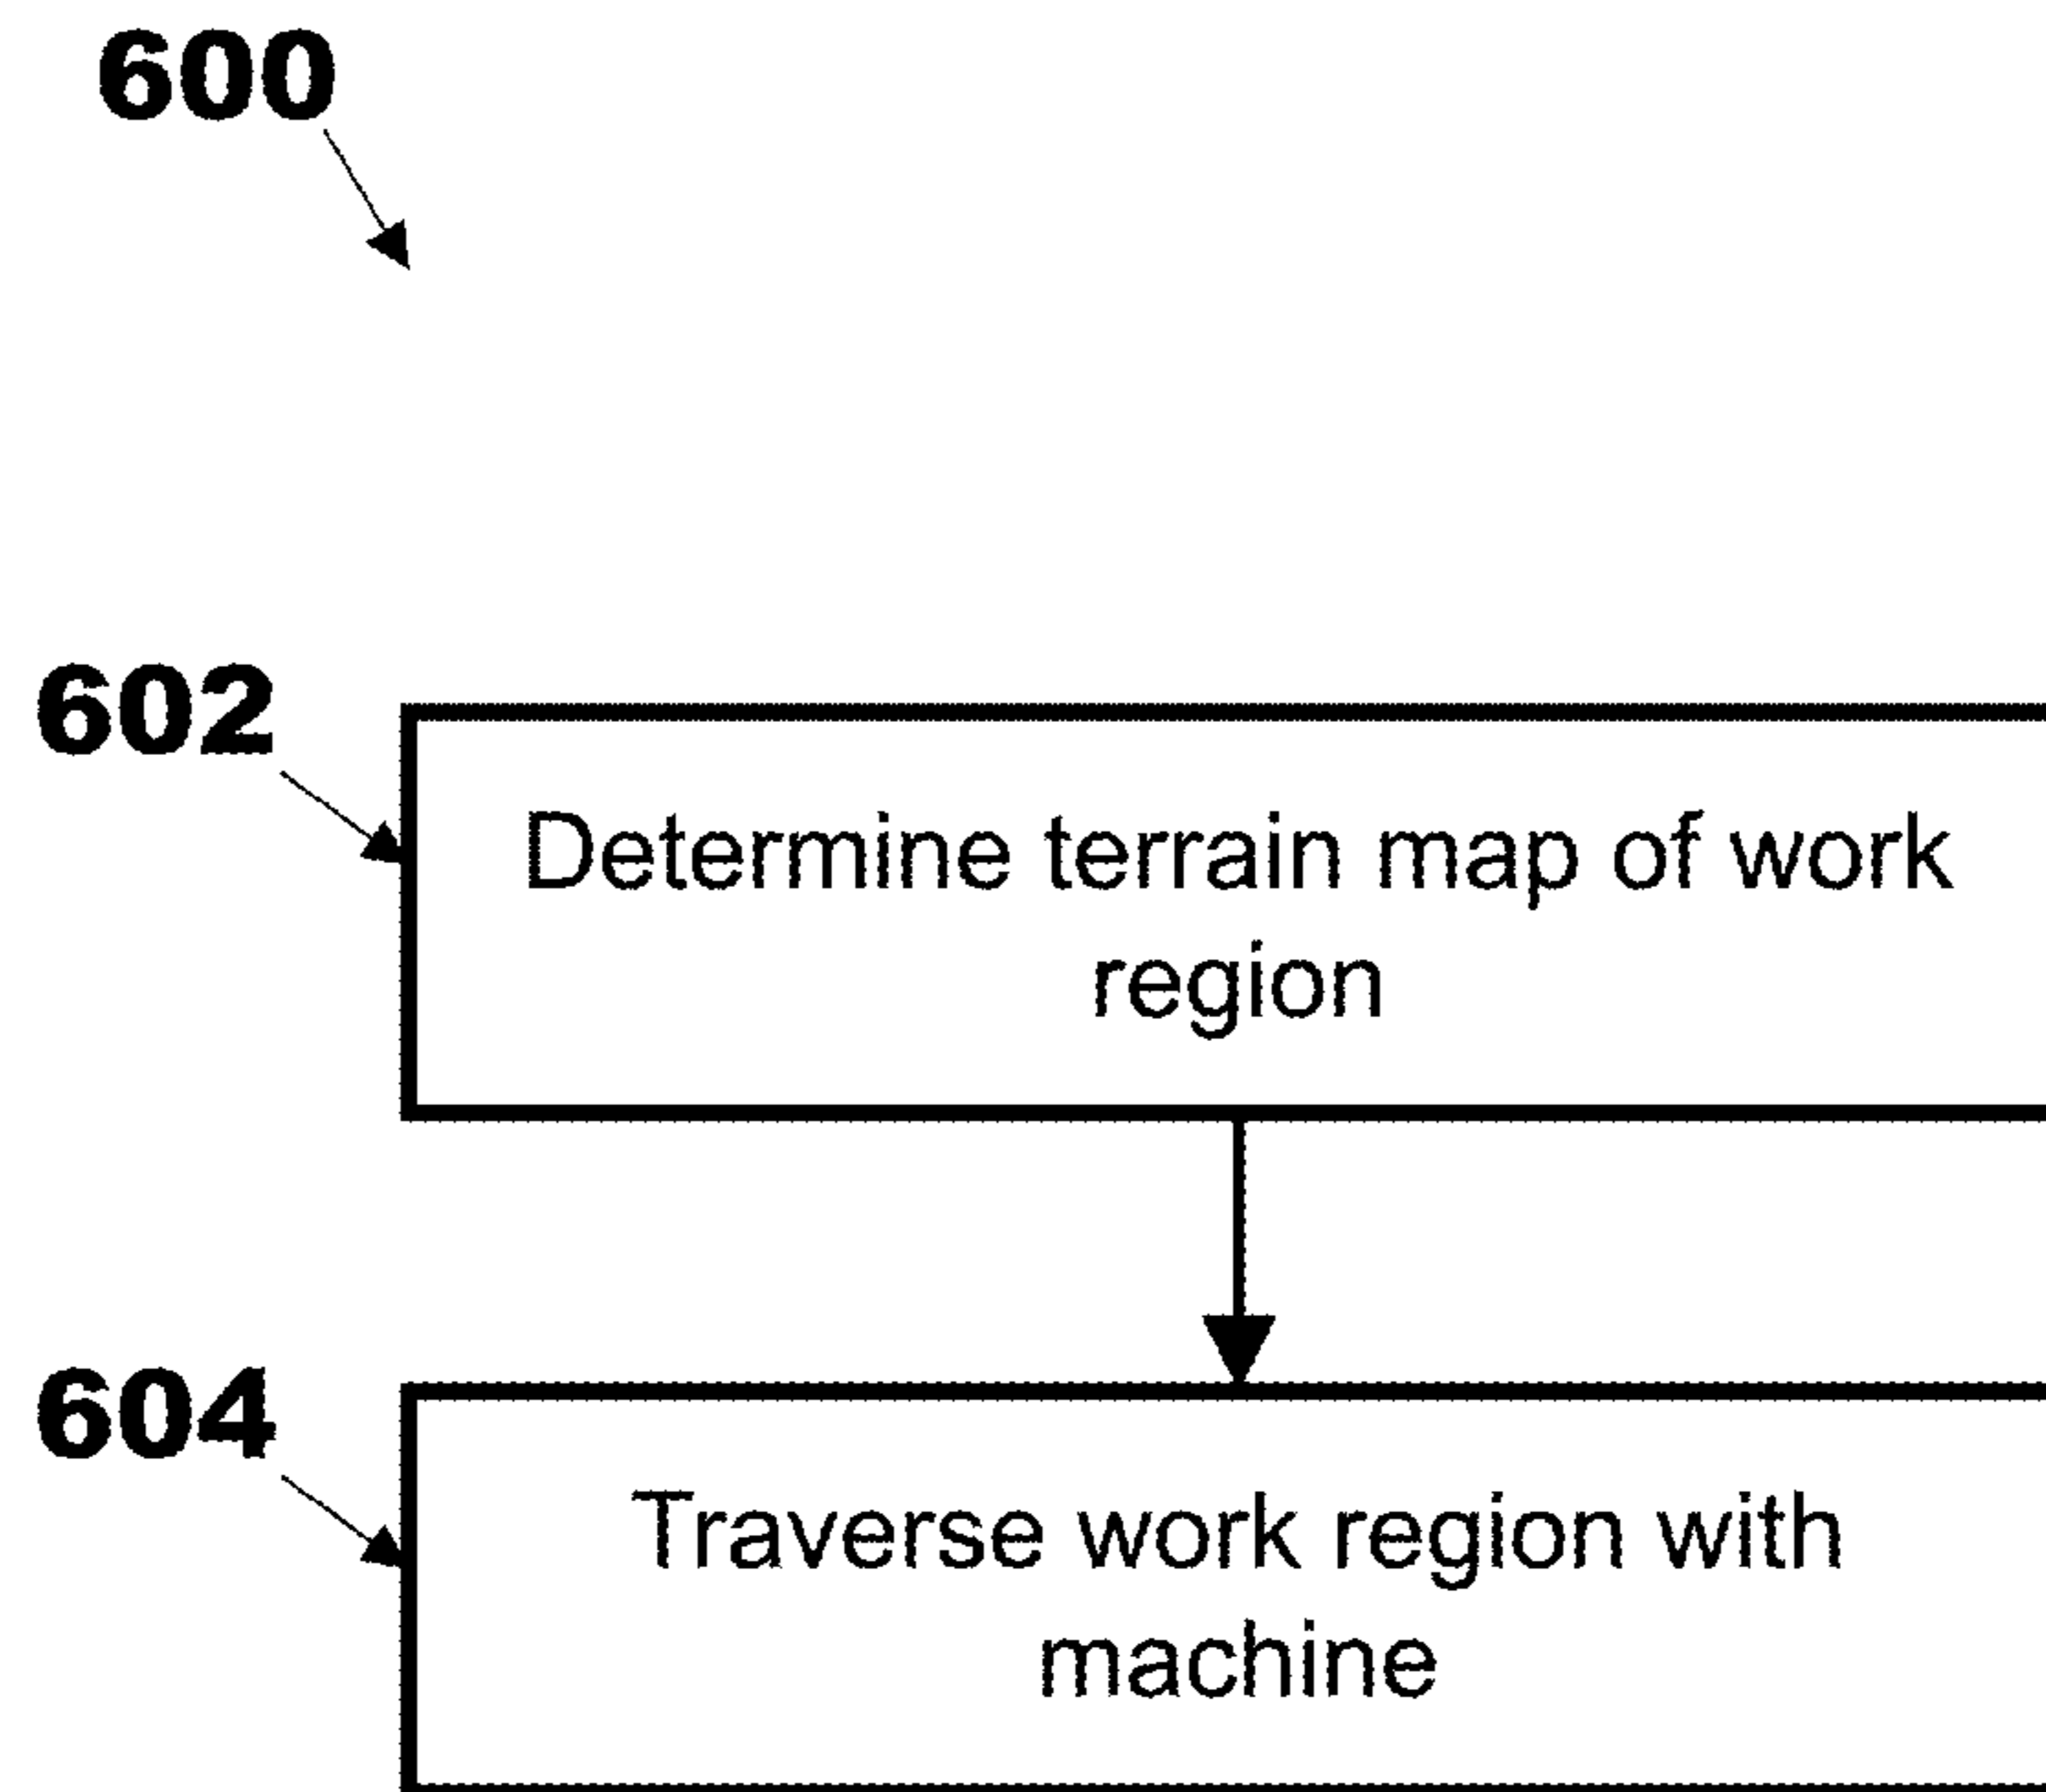 600
602
Determine terrain map of work
region
604
Traverse work region with
machine